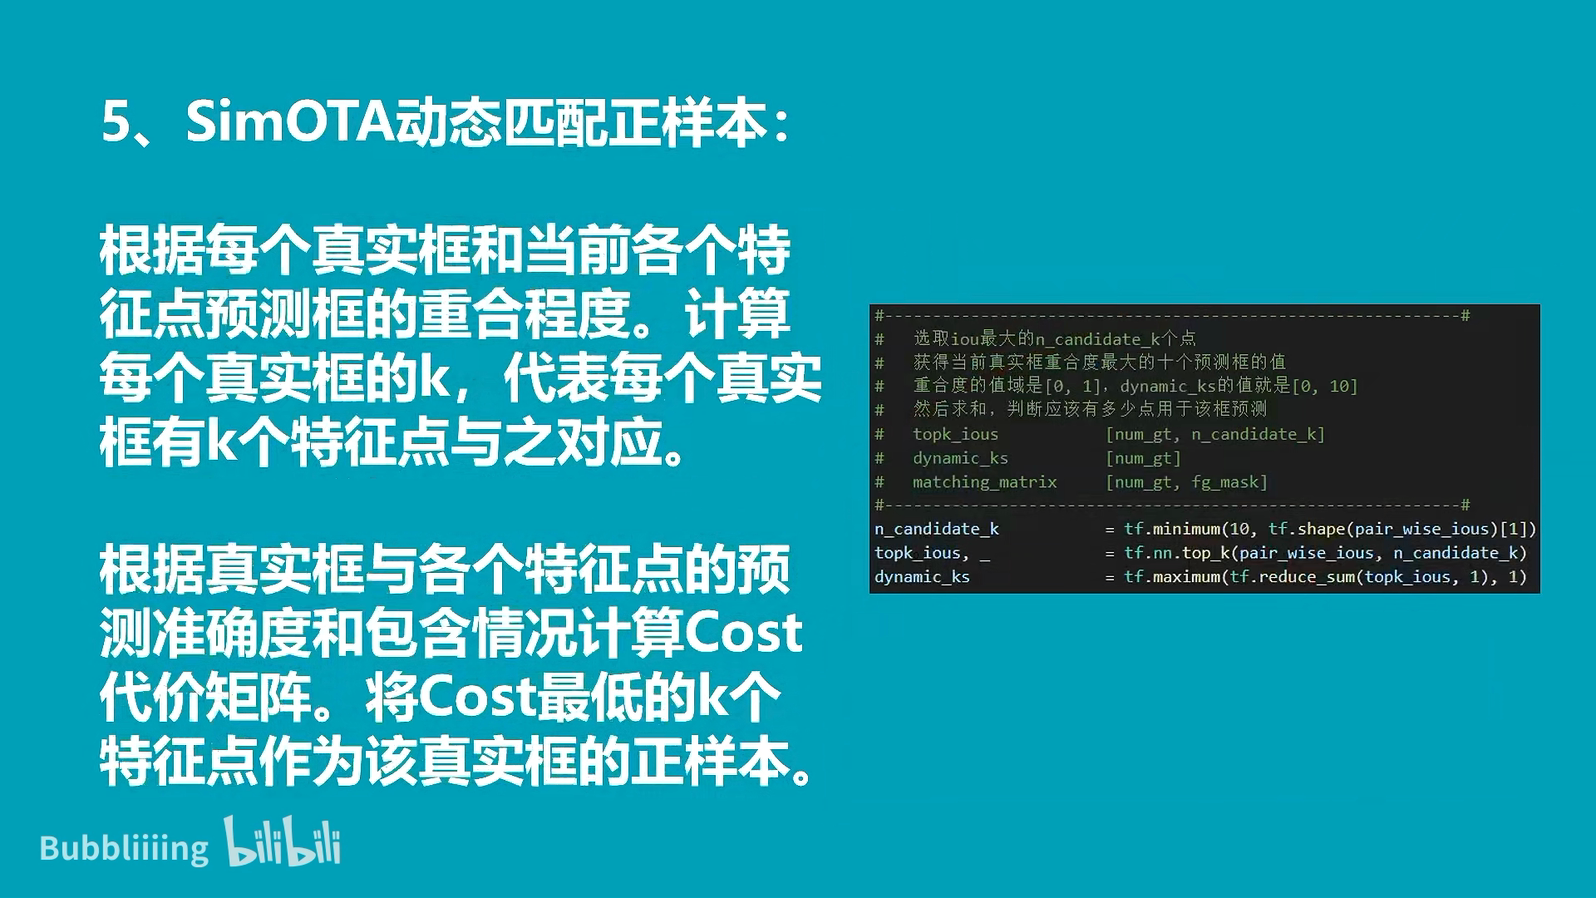 5、SimOTA动态匹配正样本：
根据每个真实框和当前各个特
征点预测框的重合程度。计算
每个真实框的k，代表每个真实
框有k个特征点与之对应。
根据真实框与各个特征点的预
测准确度和包含情况计算Cost
代价矩阵。将Cost最低的k个
特征点作为该真实框的正样本。
#-------------------------------------------------------------#
#   选取iou最大的n_candidate_k个点
#   获得当前真实框重合度最大的十个预测框的值
#   重合度的值域是[0, 1]，dynamic_ks的值就是[0, 10]
#   然后求和，判断应该有多少点用于该框预测
#   topk_ious           [num_gt, n_candidate_k]
#   dynamic_ks          [num_gt]
#   matching_matrix     [num_gt, fg_mask]
#-------------------------------------------------------------#
n_candidate_k           = tf.minimum(10, tf.shape(pair_wise_ious)[1])
topk_ious, _            = tf.nn.top_k(pair_wise_ious, n_candidate_k)
dynamic_ks              = tf.maximum(tf.reduce_sum(topk_ious, 1), 1)
Bubbliiiing bilibili